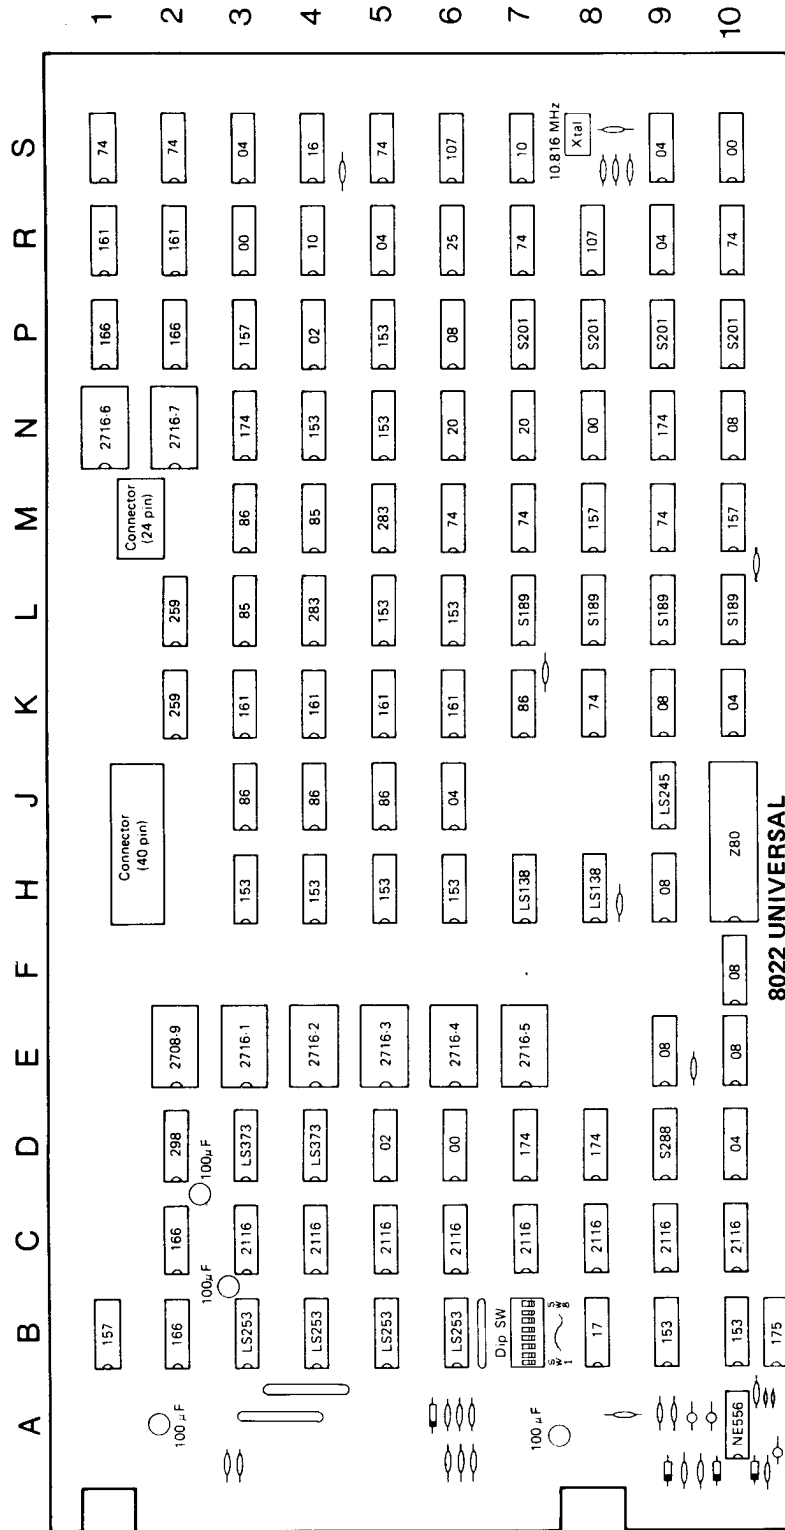 1 2 3 4 5 6 7 8 9 10
S 74 74 04 16 74 107 10 10.816 MHz Xtal 04 00
R 161 161 00 10 04 25 74 107 04 74
P 166 166 157 02 153 08 S201 S201 S201 S201
N 2716-6 2716-7 174 153 153 20 20 00 174 08
M Connector (24 pin) 86 85 283 74 74 157 74 157
L 259 85 283 153 153 S189 S189 S189 S189
K 259 161 161 161 161 86 74 08 04
J 86 86 86 04 LS245
Connector
(40 pin)
Z80
H 153 153 153 153 LS138 LS138 08
8022 UNIVERSAL
F 08
E 2708-9 2716-1 2716-2 2716-3 2716-4 2716-5 08 08
D 298 LS373 LS373 02 00 174 174 S288 04
100µF
C 166 2116 2116 2116 2116 2116 2116 2116 2116
100µF
B 157 166 LS253 LS253 LS253 LS253 17 153 153 175
Dip SW
SW1 SW8
A 100 µF 100 µF NE556